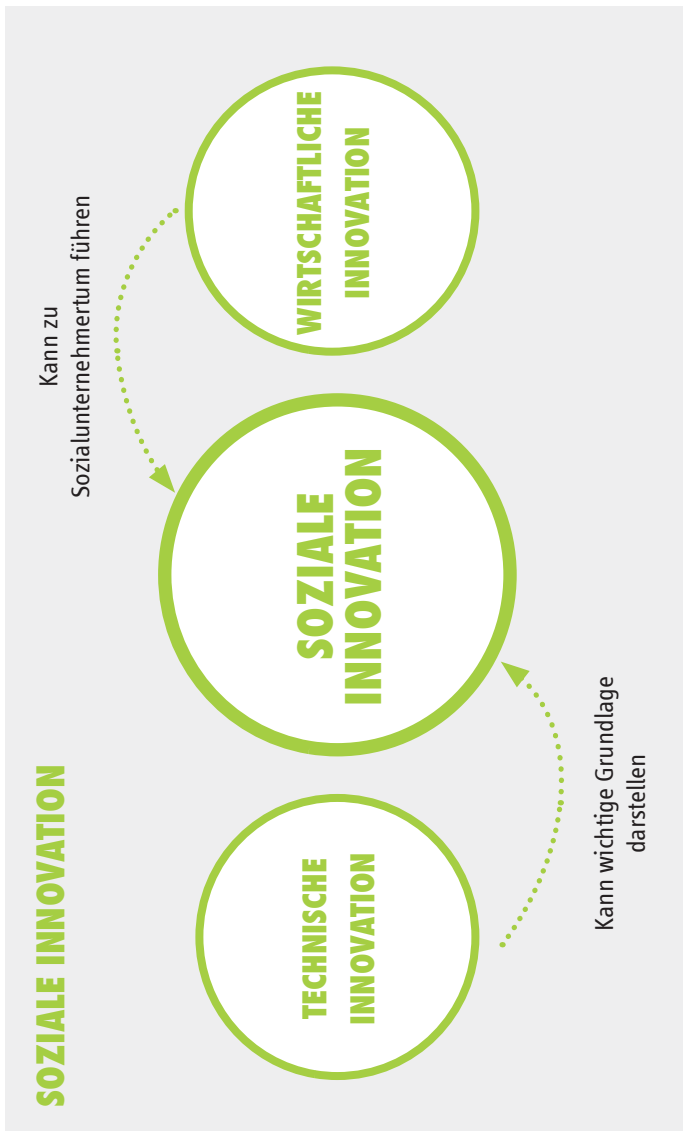 SOZIALE INNOVATION
Kann zu
Sozialunternehmertum führen
TECHNISCHE
INNOVATION
SOZIALE
INNOVATION
WIRTSCHAFTLICHE
INNOVATION
Kann wichtige Grundlage
darstellen